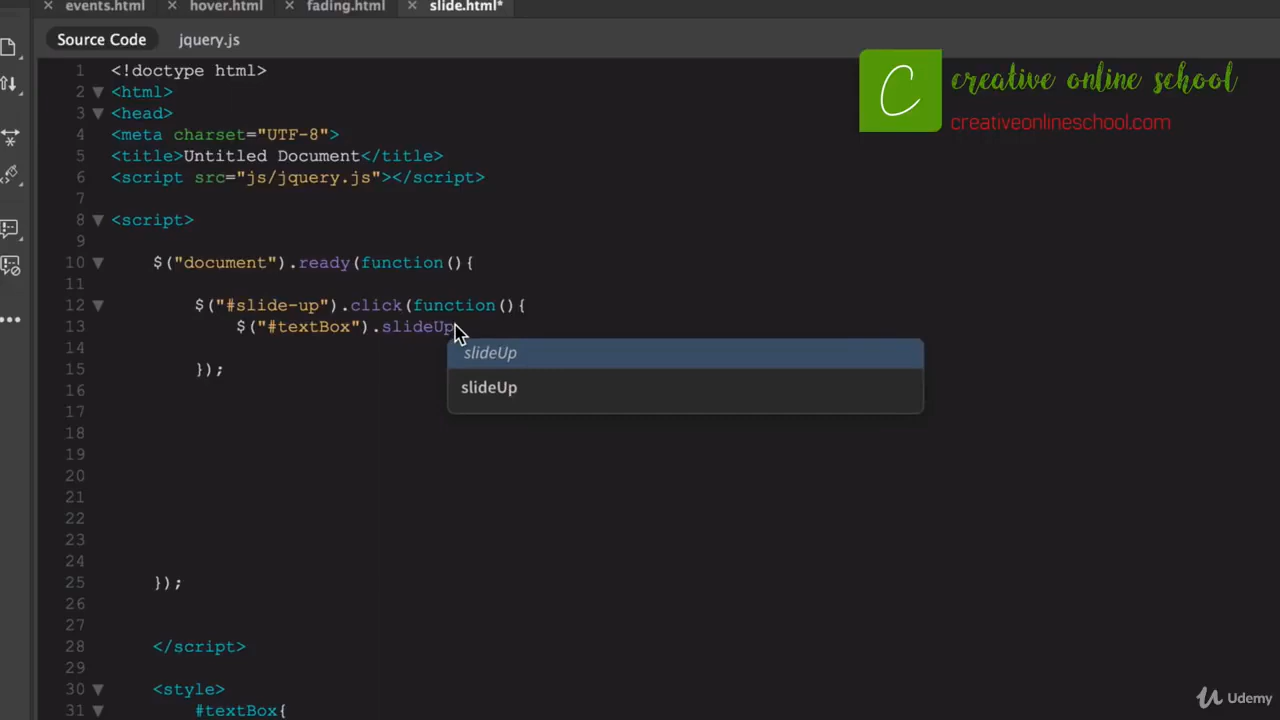 events.html hover.html fading.html slide.html*
Source Code jquery.js
C creative online school
creativeonlineschool.com
1 <!doctype html>
2 <html>
3 <head>
4 <meta charset="UTF-8">
5 <title>Untitled Document</title>
6 <script src="js/jquery.js"></script>
7
8 <script>
9
10 $("document").ready(function(){
11
12 $("#slide-up").click(function(){
13 $("#textBox").slideUp
slideUp
14
slideUp
15 });
16
17
18
19
20
21
22
23
24
25 });
26
27
28 </script>
29
30 <style>
31 #textBox{
Udemy